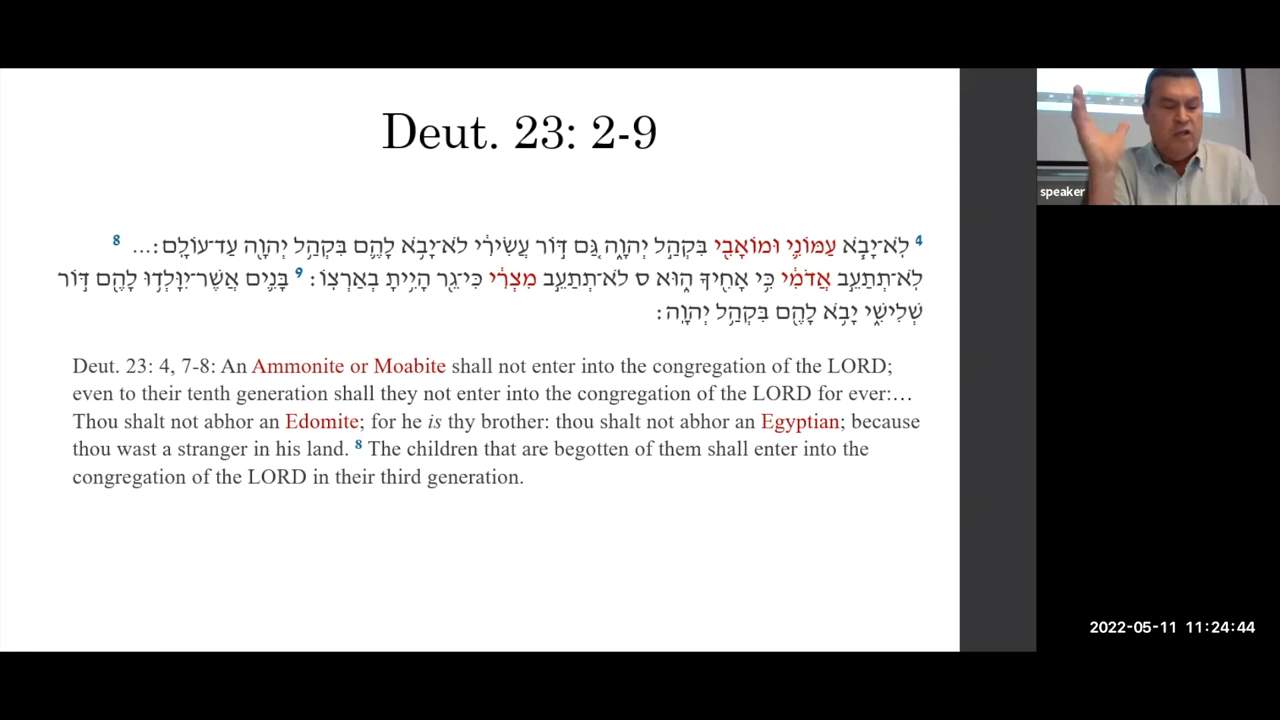 Deut. 23: 2-9
⁴ לֹֽא־יָבֹ֧א עַמּוֹנִ֛י וּמוֹאָבִ֖י בִּקְהַ֣ל יְהוָ֑ה גַּ֚ם דּ֣וֹר עֲשִׂירִ֔י לֹא־יָבֹ֥א לָהֶ֛ם בִּקְהַ֥ל יְהוָ֖ה עַד־עוֹלָֽם׃... ⁸
לֹֽא־תְתַעֵ֣ב אֲדֹמִ֔י כִּ֥י אָחִ֖יךָ ה֑וּא ס לֹא־תְתַעֵ֣ב מִצְרִ֔י כִּי־גֵ֖ר הָיִ֥יתָ בְאַרְצֽוֹ׃ ⁹ בָּנִ֛ים אֲשֶׁר־יִוָּלְד֥וּ לָהֶ֖ם דּ֣וֹר
שְׁלִישִׁ֑י יָבֹ֥א לָהֶ֖ם בִּקְהַ֥ל יְהוָֽה׃
Deut. 23: 4, 7-8: An Ammonite or Moabite shall not enter into the congregation of the LORD;
even to their tenth generation shall they not enter into the congregation of the LORD for ever:…
Thou shalt not abhor an Edomite; for he is thy brother: thou shalt not abhor an Egyptian; because
thou wast a stranger in his land. ⁸ The children that are begotten of them shall enter into the
congregation of the LORD in their third generation.
speaker
2022-05-11 11:24:44